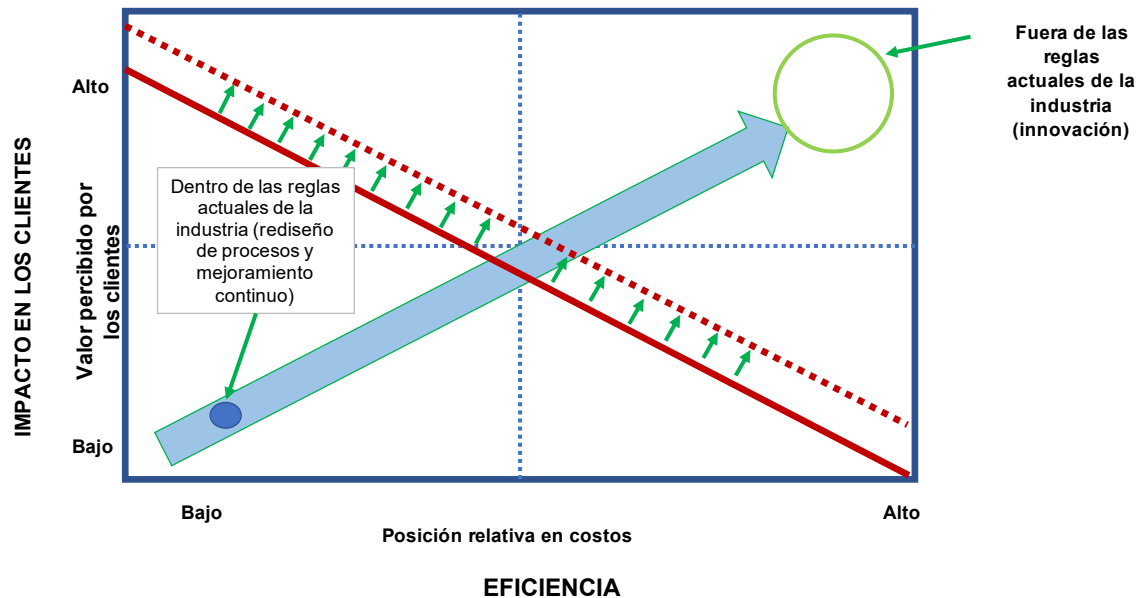 IMPACTO EN LOS CLIENTES
Valor percibido por
los clientes
Alto
Bajo
Dentro de las reglas
actuales de la
industria (rediseño
de procesos y
mejoramiento
continuo)
Fuera de las
reglas
actuales de la
industria
(innovación)
Bajo
Alto
Posición relativa en costos
EFICIENCIA